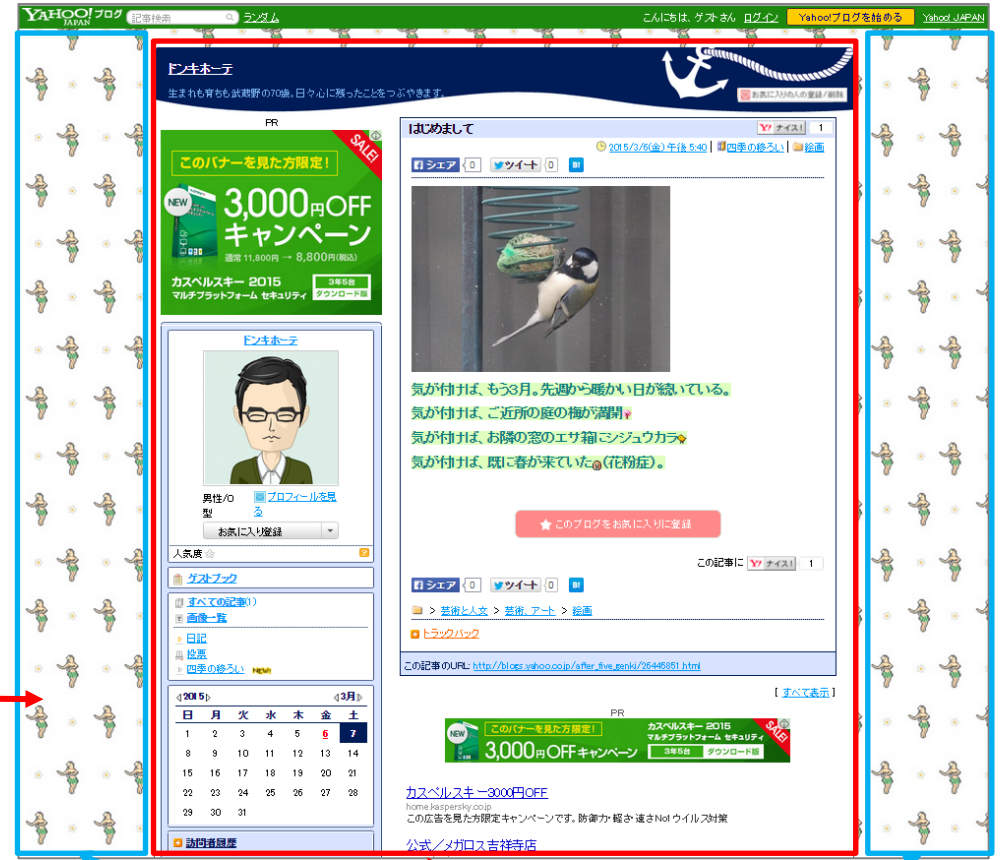 YAHOO! ブログ
JAPAN
記事検索
ランダム
こんにちは、ゲストさん ログイン Yahoo!ブログを始める Yahoo! JAPAN
ドンキホーテ
生まれも育ちも武蔵野の70歳。日々心に残ったことをつぶやきます。
お気に入りの人の登録/削除
PR
SALE!
このバナーを見た方限定!
NEW
3,000円OFF
キャンペーン
通常 11,800円 → 8,800円(税込)
カスペルスキー 2015
マルチプラットフォーム セキュリティ
3年5台
ダウンロード版
ドンキホーテ
男性/O型
プロフィールを見る
お気に入り登録
人気度
ゲストブック
すべての記事(1)
画像一覧
日記
投票
四季の移ろい NEW!
2015 3月
日 月 火 水 木 金 土
1 2 3 4 5 6 7
8 9 10 11 12 13 14
15 16 17 18 19 20 21
22 23 24 25 26 27 28
29 30 31
訪問者履歴
はじめまして
Y! ナイス! 1
2015/3/6(金) 午後 5:40 四季の移ろい 絵画
シェア 0 ツイート 0 B!
気が付けば、もう3月。先週から暖かい日が続いている。
気が付けば、ご近所の庭の梅が満開
気が付けば、お隣の窓のエサ箱にシジュウカラ
気が付けば、既に春が来ていた(花粉症)。
★このブログをお気に入りに登録
この記事に Y! ナイス! 1
シェア 0 ツイート 0 B!
> 芸術と人文 > 芸術、アート > 絵画
トラックバック
この記事のURL: http://blogs.yahoo.co.jp/after_five_genki/26445851.html
[ すべて表示 ]
PR
NEW
このバナーを見た方限定!
3,000円OFFキャンペーン
カスペルスキー 2015
マルチプラットフォーム セキュリティ
3年5台 ダウンロード版
SALE!
カスペルスキー3000円OFF
home.kaspersky.co.jp
この広告を見た方限定キャンペーンです。防御力・軽さ・速さNo1 ウイルス対策
公式／メガロス吉祥寺店